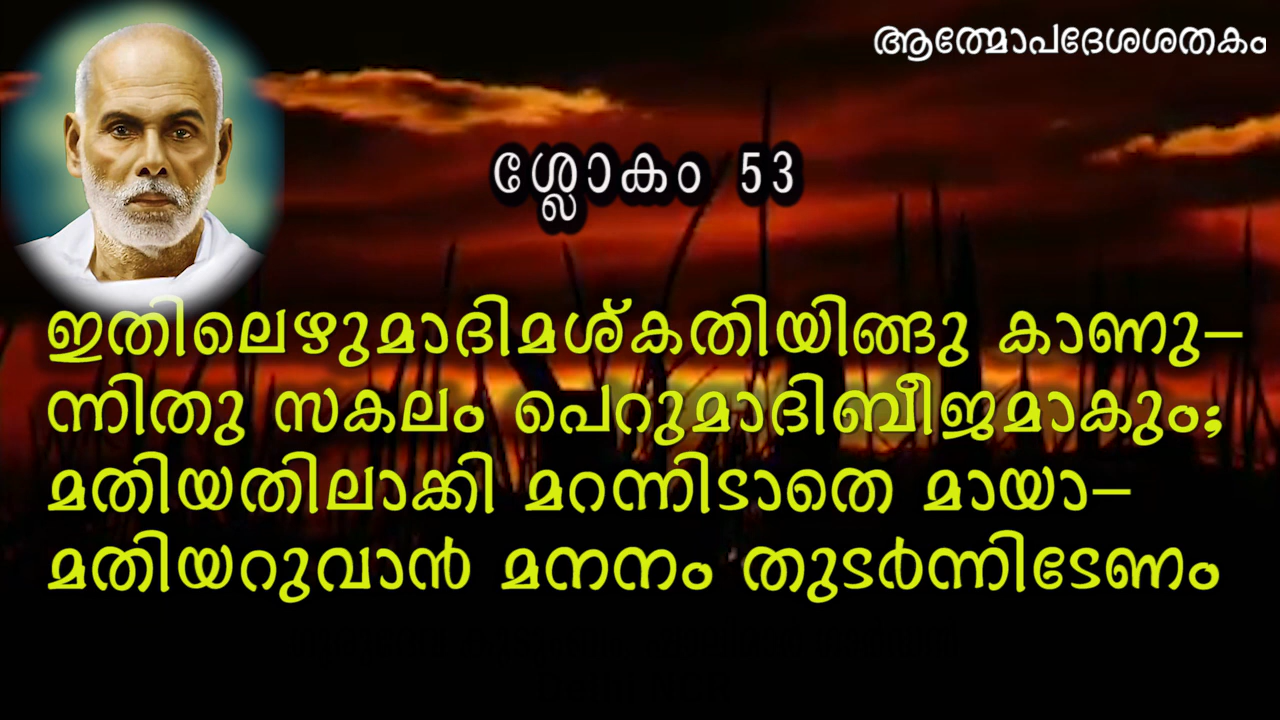 ആത്മോപദേശശതകം
ശ്ലോകം 53
ഇതിലെഴുമാദിമശ്കതിയിങ്ങു കാണു-
ന്നിതു സകലം പെറുമാദിബീജമാകും;
മതിയതിലാക്കി മറന്നിടാതെ മായാ-
മതിയറുവാൻ മനനം തുടർന്നിടേണം